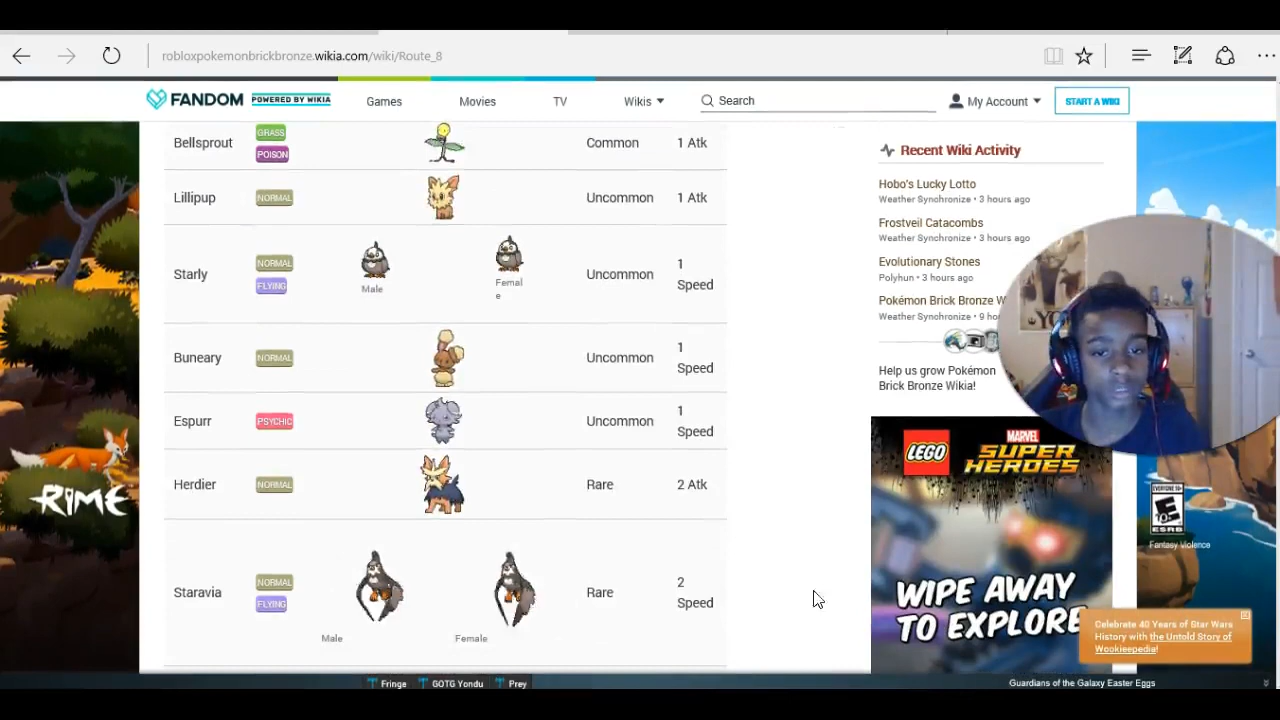 robloxpokemonbrickbronze.wikia.com/wiki/Route_8
FANDOM POWERED BY WIKIA
Games Movies TV Wikis Search My Account START A WIKI
Bellsprout GRASS POISON Common 1 Atk
Lillipup NORMAL Uncommon 1 Atk
Starly NORMAL FLYING Male Femal
e Uncommon 1
Speed
Buneary NORMAL Uncommon 1
Speed
Espurr PSYCHIC Uncommon 1
Speed
Herdier NORMAL Rare 2 Atk
Staravia NORMAL FLYING Male Female Rare 2
Speed
Recent Wiki Activity
Hobo's Lucky Lotto
Weather Synchronize • 3 hours ago
Frostveil Catacombs
Weather Synchronize • 3 hours ago
Evolutionary Stones
Polyhun • 3 hours ago
Pokémon Brick Bronze W
Weather Synchronize • 9 ho
Help us grow Pokémon
Brick Bronze Wikia!
LEGO MARVEL
SUPER
HEROES
WIPE AWAY
TO EXPLORE
RiME
EVERYONE 10+
E
ESRB
Fantasy Violence
Celebrate 40 Years of Star Wars
History with the Untold Story of
Wookieepedia!
Fringe GOTG Yondu Prey
Guardians of the Galaxy Easter Eggs